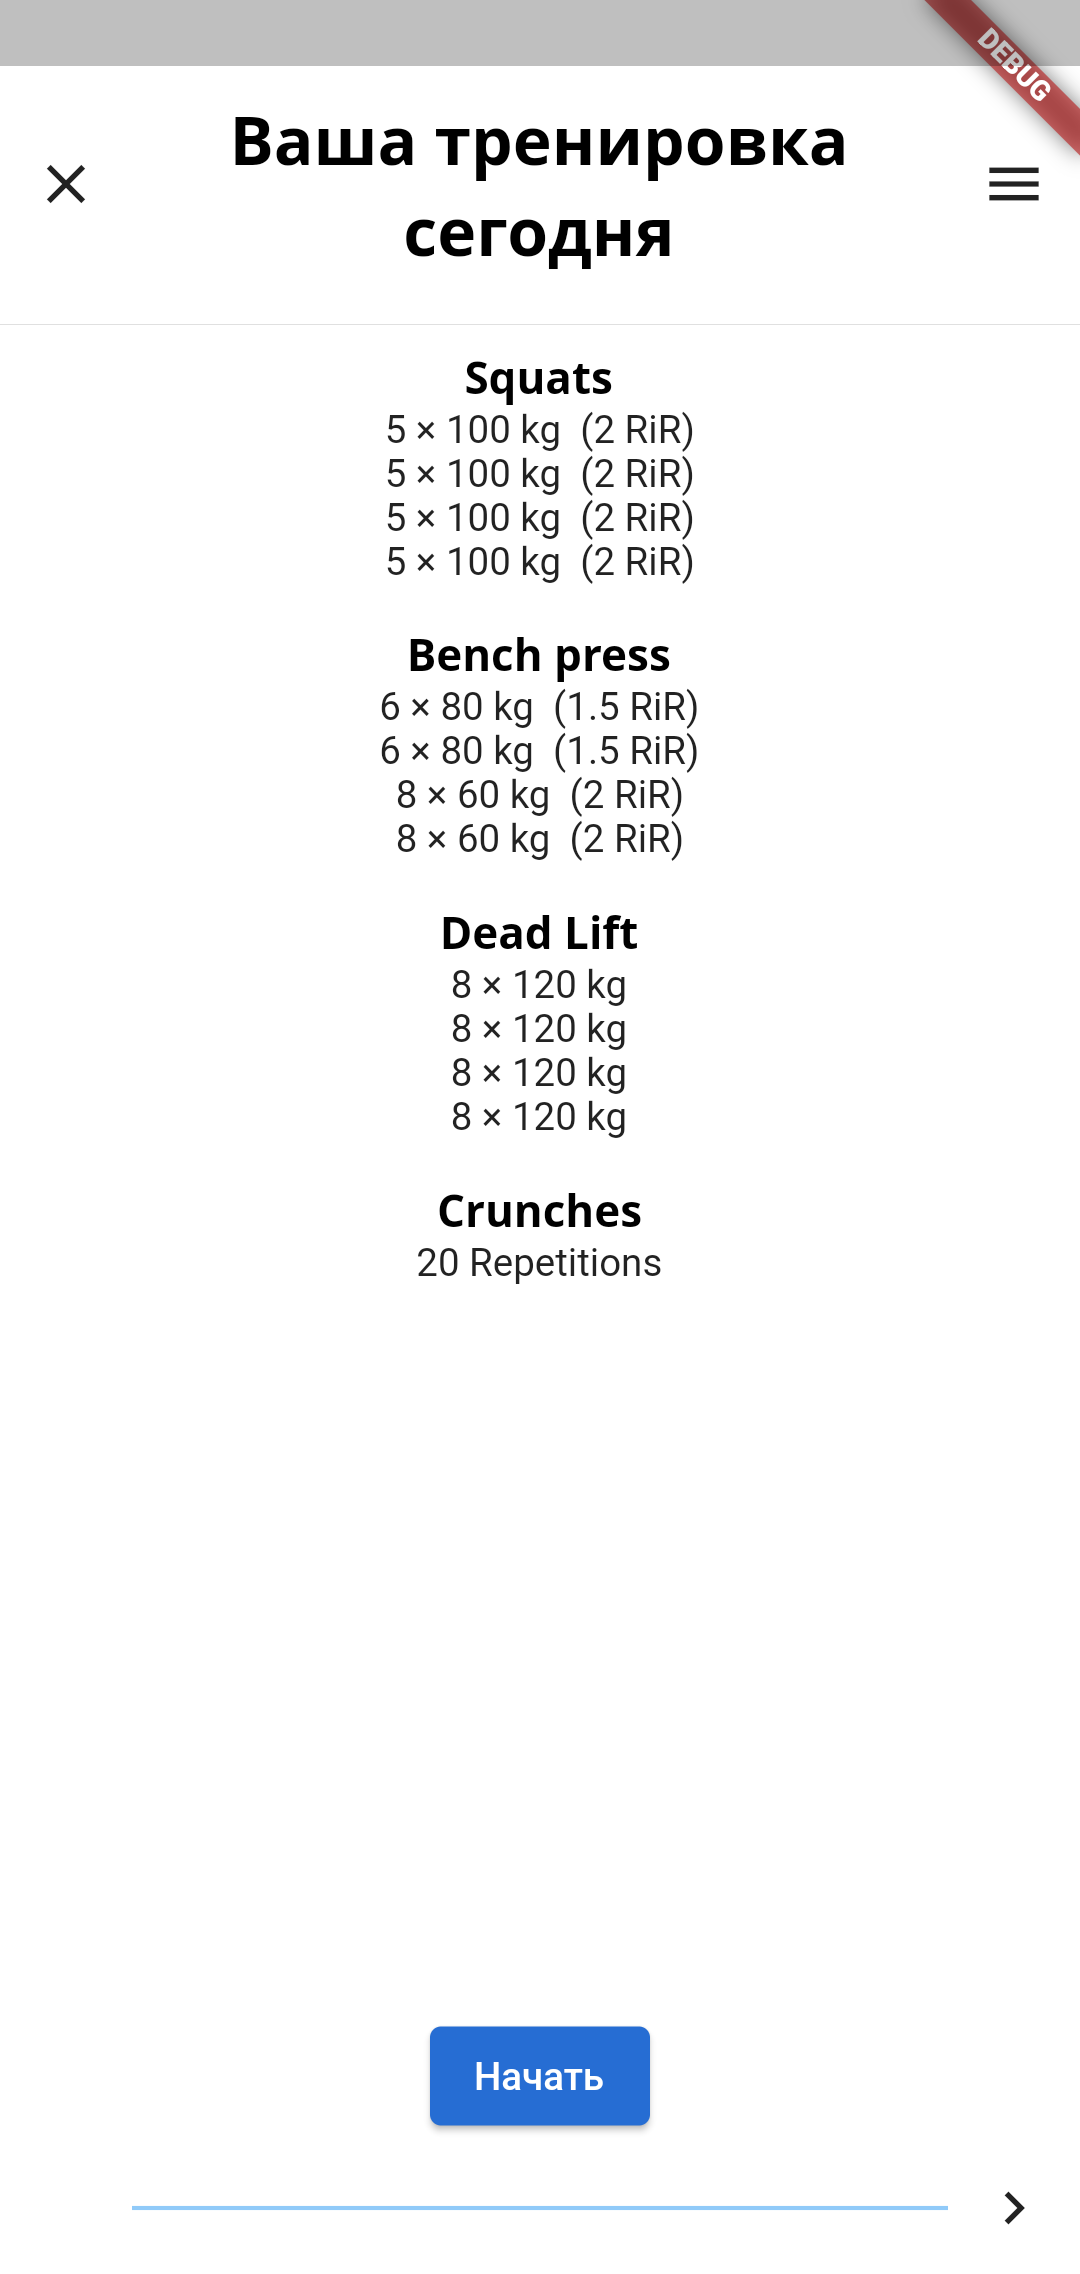 DEBUG
Ваша тренировка
сегодня
Squats
5 × 100 kg (2 RiR)
5 × 100 kg (2 RiR)
5 × 100 kg (2 RiR)
5 × 100 kg (2 RiR)
Bench press
6 × 80 kg (1.5 RiR)
6 × 80 kg (1.5 RiR)
8 × 60 kg (2 RiR)
8 × 60 kg (2 RiR)
Dead Lift
8 × 120 kg
8 × 120 kg
8 × 120 kg
8 × 120 kg
Crunches
20 Repetitions
Начать